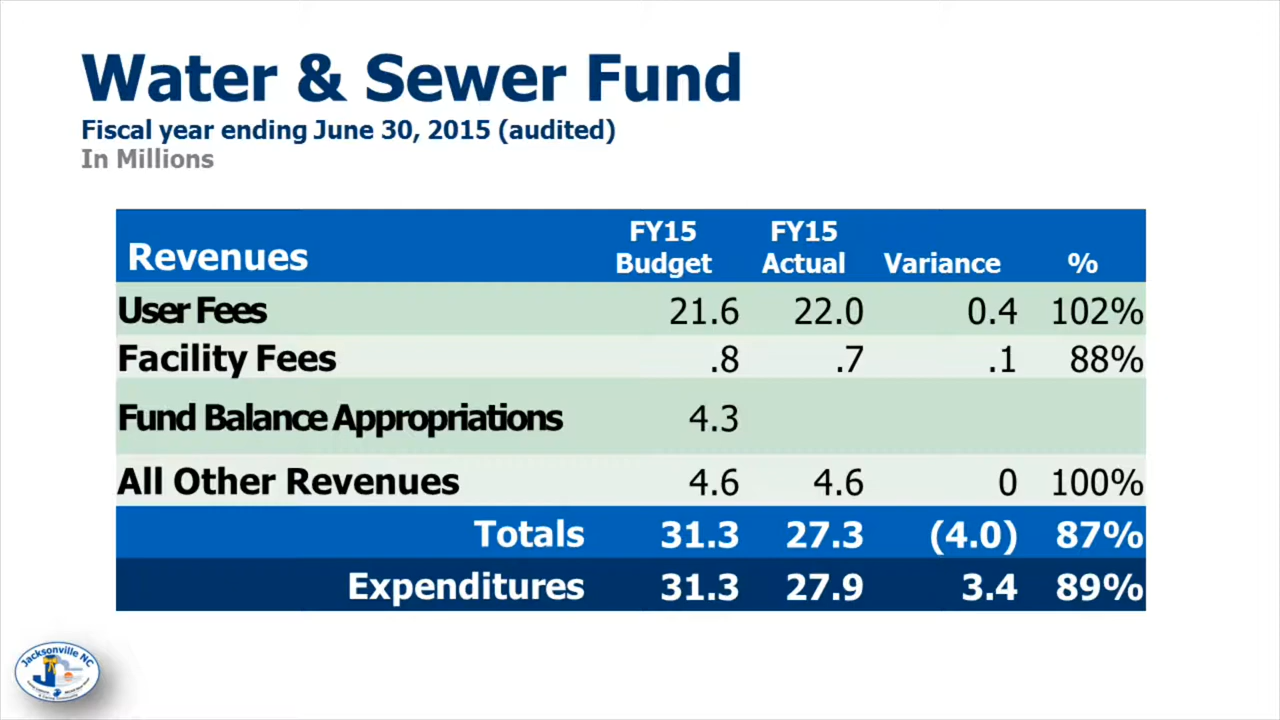 Water & Sewer Fund
Fiscal year ending June 30, 2015 (audited)
In Millions
Revenues FY15 Budget FY15 Actual Variance %
User Fees 21.6 22.0 0.4 102%
Facility Fees .8 .7 .1 88%
Fund Balance Appropriations 4.3
All Other Revenues 4.6 4.6 0 100%
Totals 31.3 27.3 (4.0) 87%
Expenditures 31.3 27.9 3.4 89%
Jacksonville NC